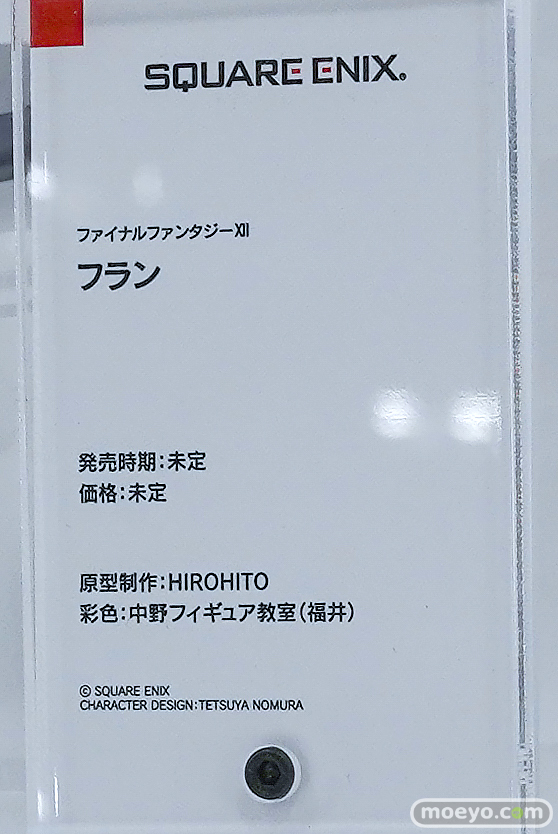 SQUARE ENIX®
ファイナルファンタジーXII
フラン
発売時期：未定
価格：未定
原型制作：HIROHITO
彩色：中野フィギュア教室（福井）
© SQUARE ENIX
CHARACTER DESIGN：TETSUYA NOMURA
moeyo.com